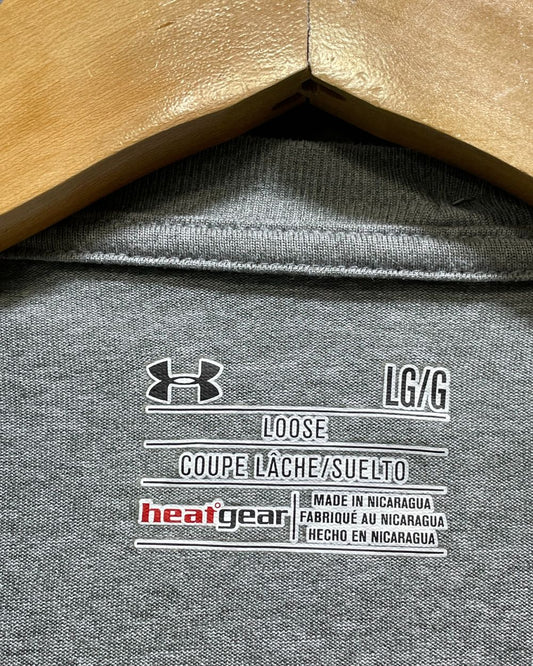 LG/G
LOOSE
COUPE LÂCHE/SUELTO
heatgear
MADE IN NICARAGUA
FABRIQUÉ AU NICARAGUA
HECHO EN NICARAGUA